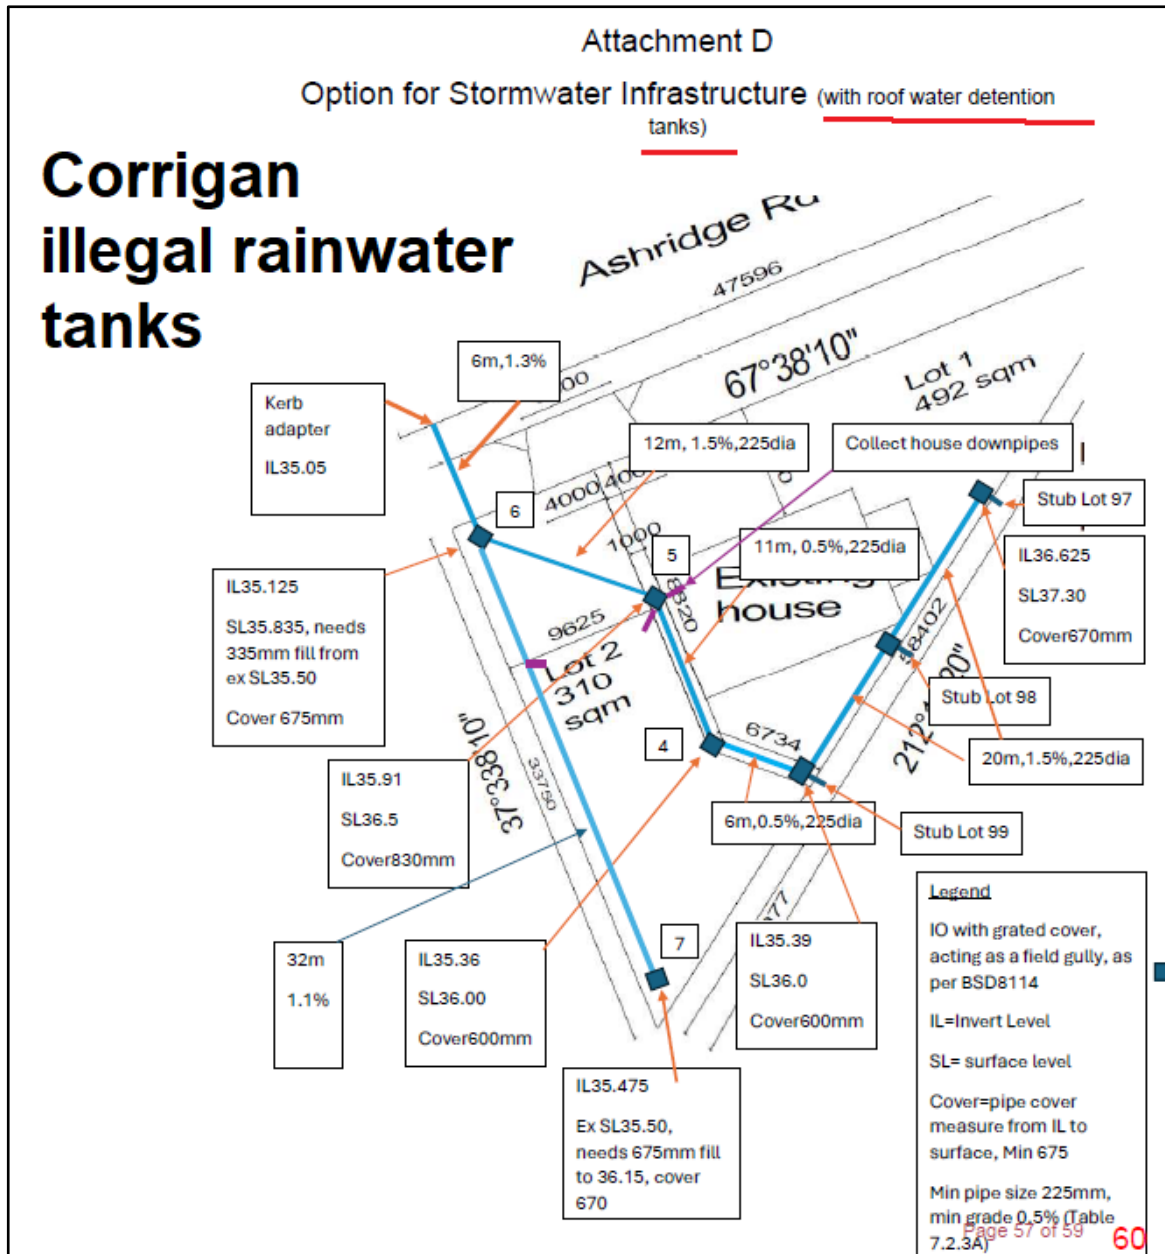 Attachment D
Option for Stormwater Infrastructure (with roof water detention
tanks)
Corrigan
illegal rainwater
tanks
Ashridge
47596
67°38'10"
Lot 1
492 sqm
6m,1.3%
00
Kerb
adapter
IL35.05
12m, 1.5%,225dia
Collect house downpipes
Stub Lot 97
4000
1000
6
5
11m, 0.5%,225dia
Existing
house
8320
IL36.625
SL37.30
Cover670mm
IL35.125
SL35.835, needs
335mm fill from
ex SL35.50
Cover 675mm
9625
Lot 2
310
sqm
58402
Stub Lot 98
37°338'10"
33750
4
6734
20m,1.5%,225dia
IL35.91
SL36.5
Cover830mm
6m,0.5%,225dia
Stub Lot 99
32m
1.1%
IL35.36
SL36.00
Cover600mm
7
IL35.39
SL36.0
Cover600mm
IL35.475
Ex SL35.50,
needs 675mm fill
to 36.15, cover
670
Legend
IO with grated cover,
acting as a field gully, as
per BSD8114
IL=Invert Level
SL= surface level
Cover=pipe cover
measure from IL to
surface, Min 675
Min pipe size 225mm,
min grade 0.5% (Table
7.2.3A)
Page 57 of 59
60